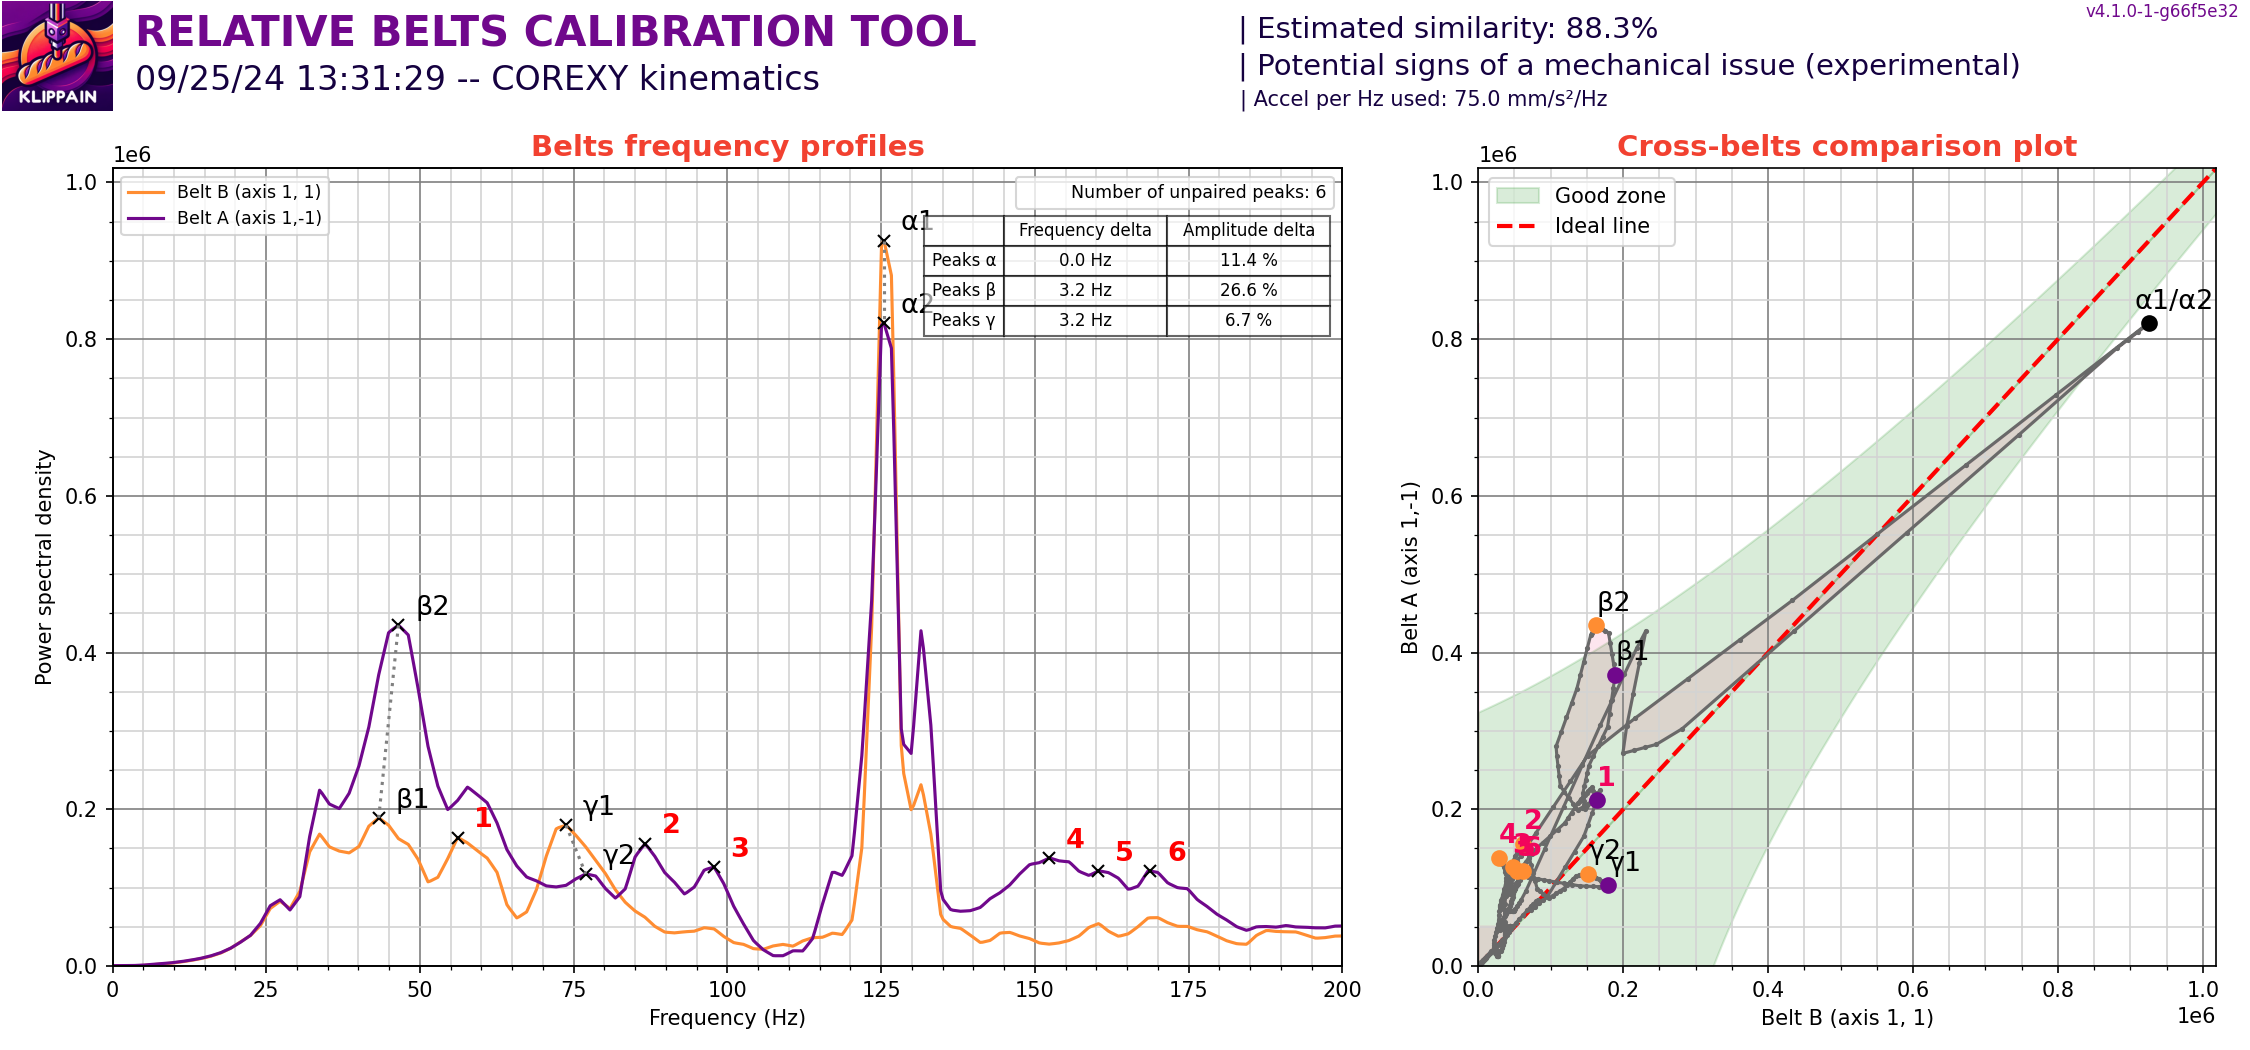 KLIPPAIN
RELATIVE BELTS CALIBRATION TOOL
09/25/24 13:31:29 -- COREXY kinematics
| Estimated similarity: 88.3%
| Potential signs of a mechanical issue (experimental)
| Accel per Hz used: 75.0 mm/s²/Hz
v4.1.0-1-g66f5e32
Belts frequency profiles
1e6
Belt B (axis 1, 1)
Belt A (axis 1,-1)
Number of unpaired peaks: 6
Frequency delta Amplitude delta
Peaks α 0.0 Hz 11.4 %
Peaks β 3.2 Hz 26.6 %
Peaks γ 3.2 Hz 6.7 %
α1
α2
β2
β1
γ1
γ2
1
2
3
4
5
6
1.0
0.8
0.6
0.4
0.2
0.0
Power spectral density
0 25 50 75 100 125 150 175 200
Frequency (Hz)
Cross-belts comparison plot
1e6
Good zone
Ideal line
α1/α2
β2
β1
1
2
4
3
5
6
γ2
γ1
1.0
0.8
0.6
0.4
0.2
0.0
Belt A (axis 1,-1)
0.0 0.2 0.4 0.6 0.8 1.0
Belt B (axis 1, 1)
1e6